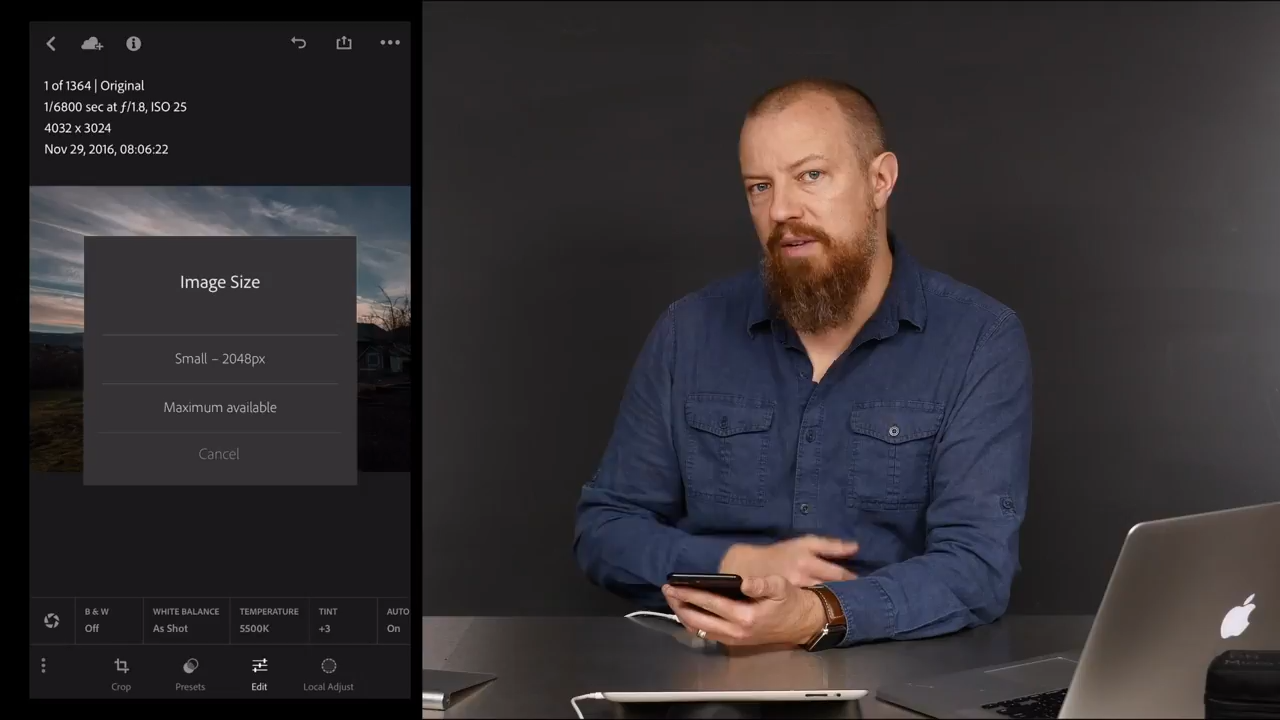 1 of 1364 | Original
1/6800 sec at ƒ/1.8, ISO 25
4032 x 3024
Nov 29, 2016, 08:06:22
Image Size
Small – 2048px
Maximum available
Cancel
B & W
Off
WHITE BALANCE
As Shot
TEMPERATURE
5500K
TINT
+3
AUTO
On
Crop
Presets
Edit
Local Adjust